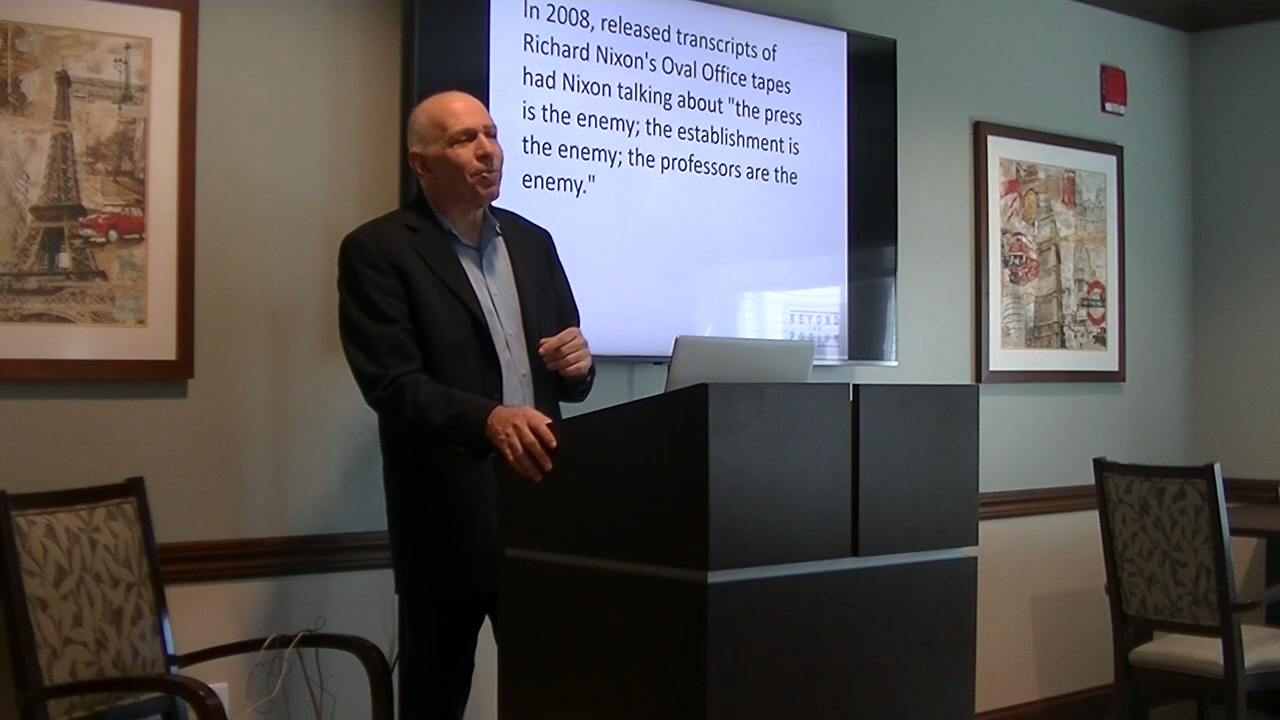 In 2008, released transcripts of
Richard Nixon's Oval Office tapes
had Nixon talking about "the press
is the enemy; the establishment is
the enemy; the professors are the
enemy."
BEYOND